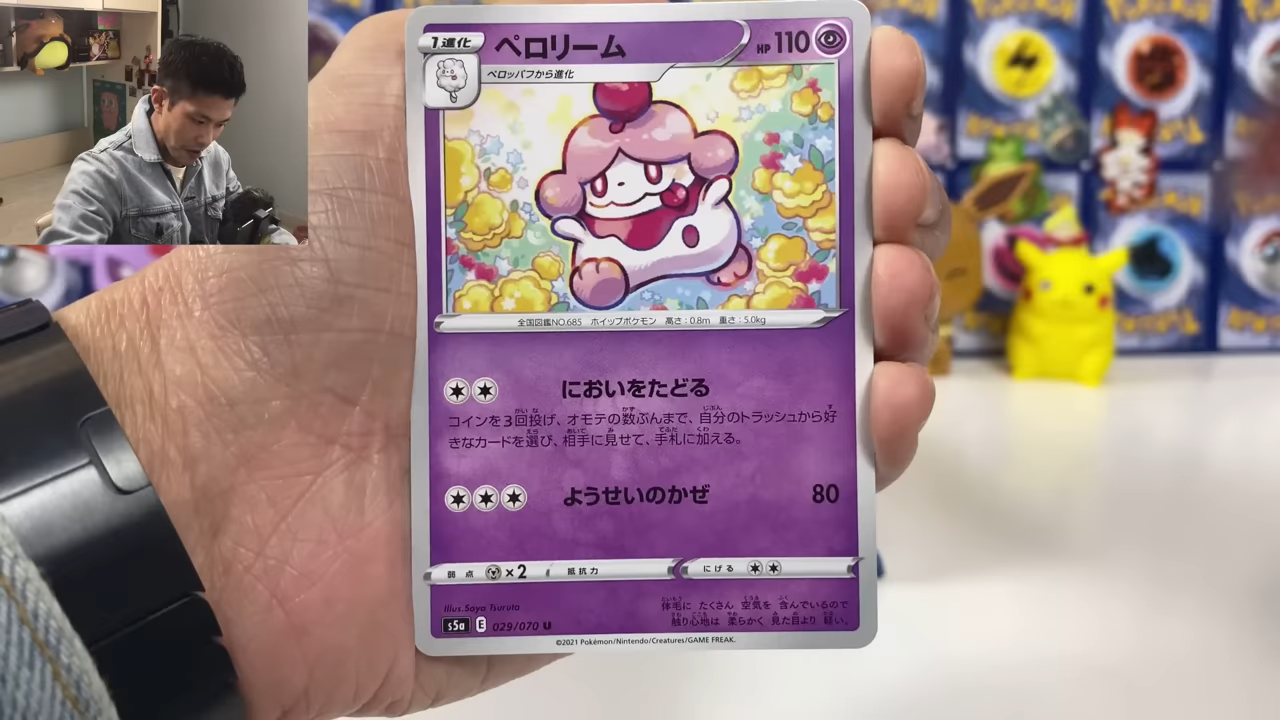 1進化
ペロリーム
HP 110
ペロッパフから進化
全国図鑑NO.685 ホイップポケモン 高さ:0.8m 重さ:5.0kg
においをたどる
コインを3回投げ、オモテの数ぶんまで、自分のトラッシュから好
きなカードを選び、相手に見せて、手札に加える。
ようせいのかぜ 80
弱点 ×2 抵抗力 にげる
Illus.Saya Tsuruta
体毛に たくさん 空気を 含んでいるので
触り心地は 柔らかく 見た目より 軽い。
s5a E 029/070 U
©2021 Pokémon/Nintendo/Creatures/GAME FREAK.